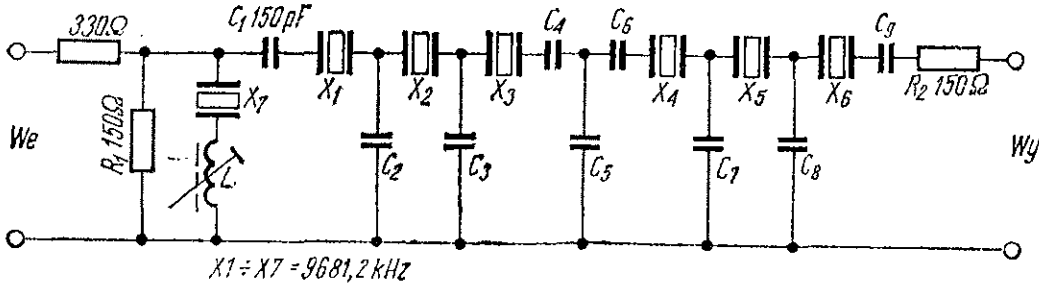 330Ω
C₁ 150pF
X₁
X₂
X₃
C₄
C₆
X₄
X₅
X₆
C₉
R₂ 150Ω
We
R₁ 150Ω
X₇
L
C₂
C₃
C₅
C₇
C₈
Wy
X1 ÷ X7 = 9681,2 kHz